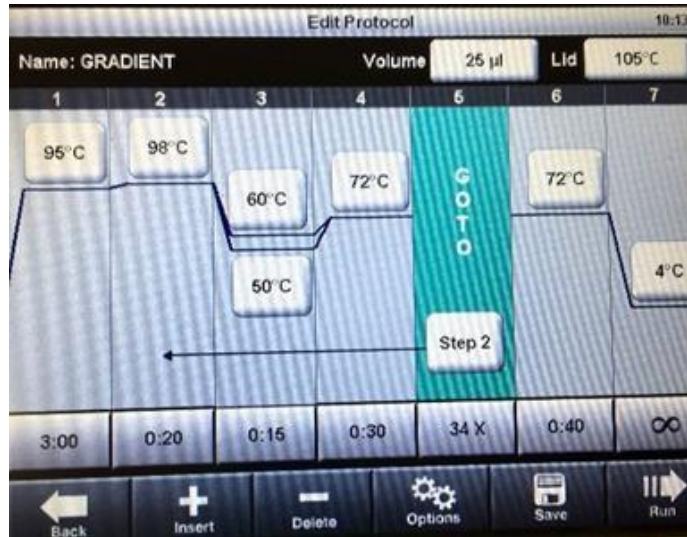 Edit Protocol 10:13
Name: GRADIENT Volume 25 µl Lid 105°C
1 2 3 4 5 6 7
95°C 98°C 60°C 72°C GOTO 72°C 4°C
50°C
Step 2
3:00 0:20 0:15 0:30 34 X 0:40 ∞
Back Insert Delete Options Save Run